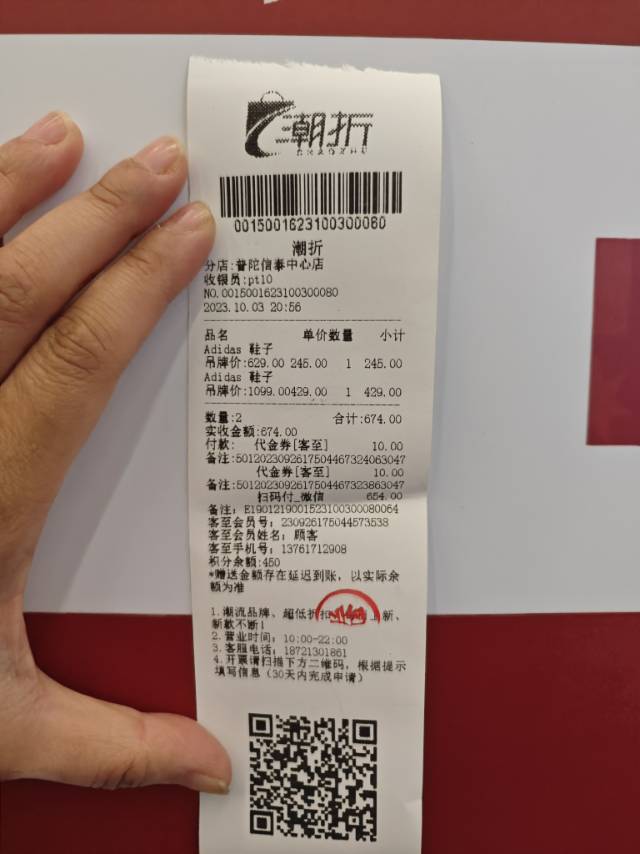 潮折
CHAOZHE
0015001623100300080
潮折
分店:普陀信泰中心店
收银员:pt10
NO.0015001623100300080
2023.10.03 20:56
品名 单价数量 小计
Adidas 鞋子
吊牌价:629.00 245.00 1 245.00
Adidas 鞋子
吊牌价:1099.00429.00 1 429.00
数量:2 合计:674.00
实收金额:674.00
付款: 代金券[客至] 10.00
备注:5012023092617504467324063047
代金券[客至] 10.00
备注:5012023092617504467323863047
扫码付_微信 654.00
备注: E1901219001523100300080064
客至会员号: 230926175044573538
客至会员姓名: 顾客
客至手机号: 13761712908
积分余额:450
*赠送金额存在延迟到账, 以实际余
额为准
1.潮流品牌、超低折扣 上新、
新款不断!
2.营业时间: 10:00-22:00
3.客服电话: 18721301861
4.开票请扫描下方二维码, 根据提示
填写信息(30天内完成申请)